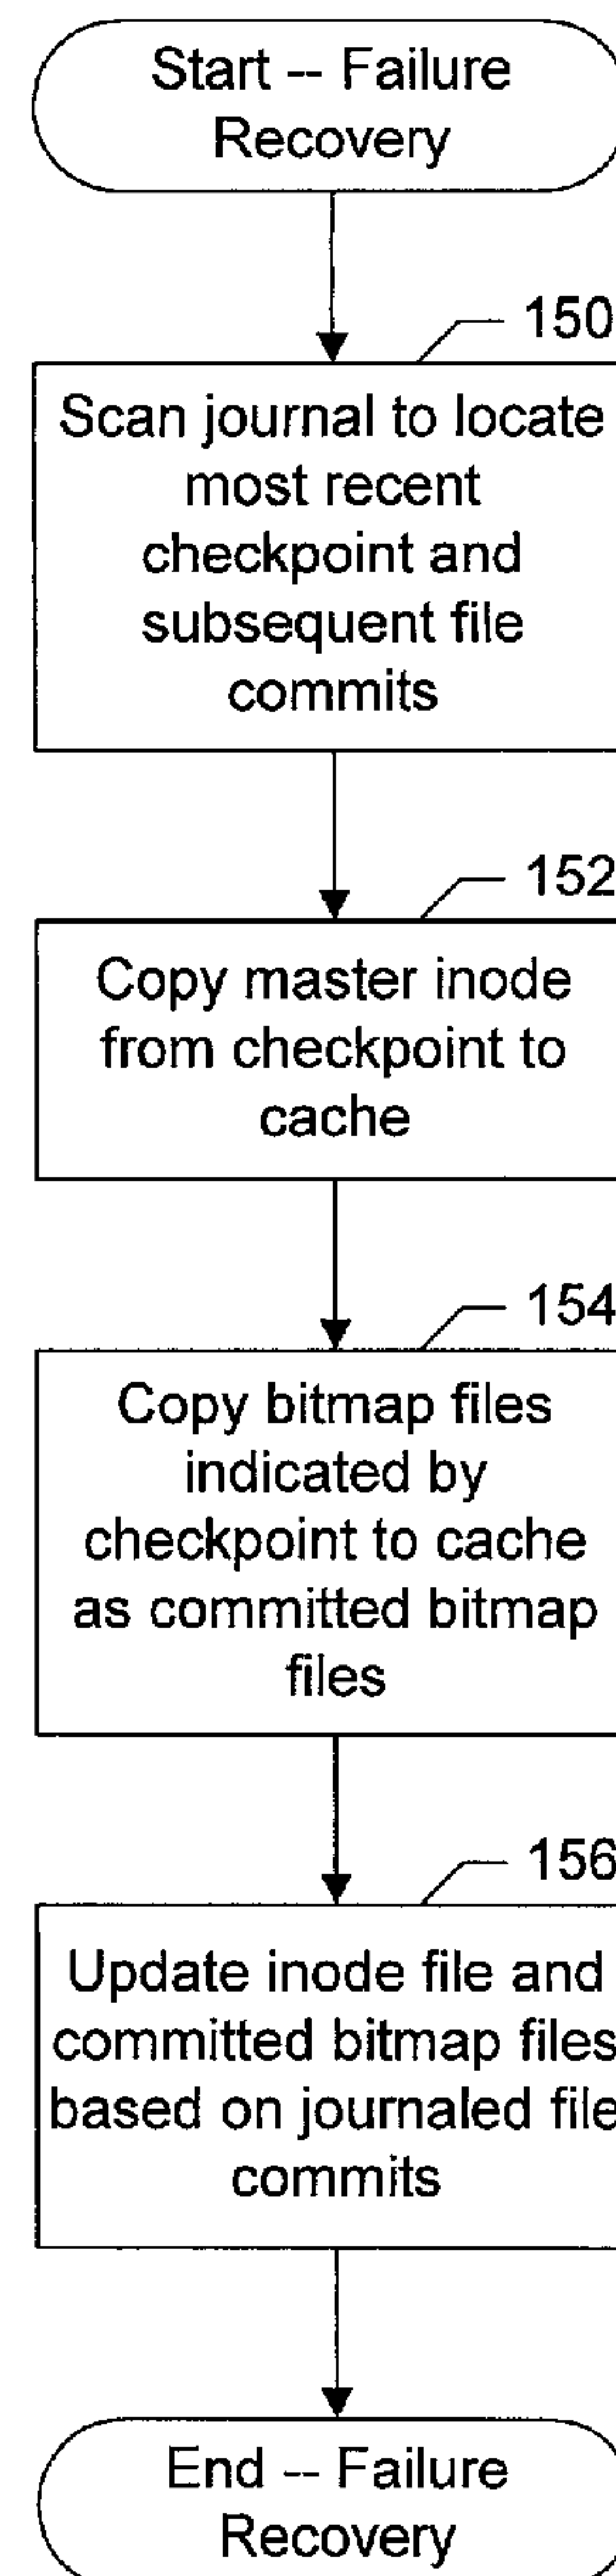 Start -- Failure
Recovery
150
Scan journal to locate
most recent
checkpoint and
subsequent file
commits
152
Copy master inode
from checkpoint to
cache
154
Copy bitmap files
indicated by
checkpoint to cache
as committed bitmap
files
156
Update inode file and
committed bitmap files
based on journaled file
commits
End -- Failure
Recovery